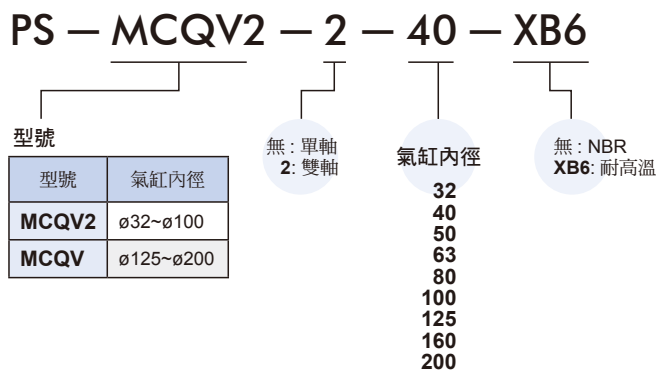 PS — MCQV2 — 2 — 40 — XB6
型號
型號 氣缸內徑
MCQV2 ø32~ø100
MCQV ø125~ø200
無 : 單軸
2: 雙軸
氣缸內徑
32
40
50
63
80
100
125
160
200
無 : NBR
XB6: 耐高溫